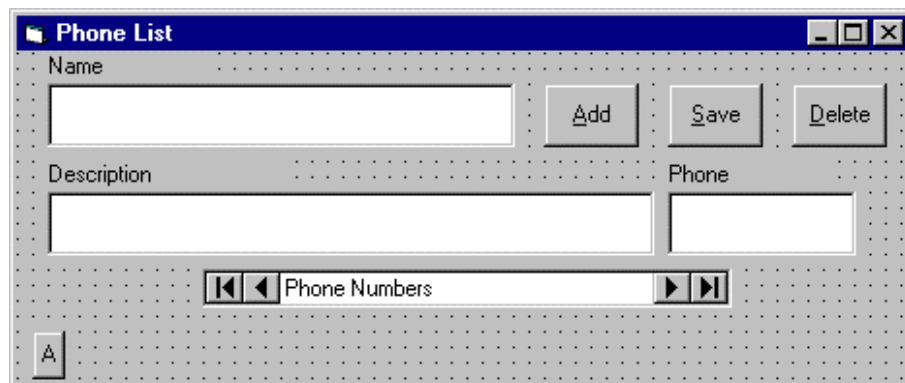 Phone List
Name
Add Save Delete
Description Phone
Phone Numbers
A